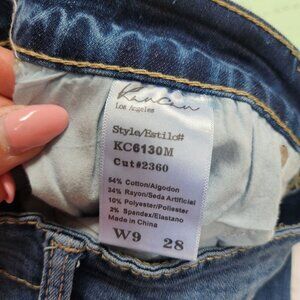 KanCan
Los Angeles
Style/Estilo#
KC6130M
Cut#2360
54% Cotton/Algodon
34% Rayon/Seda Artificial
10% Polyester/Poliester
2% Spandex/Elastano
Made in China
W9 28